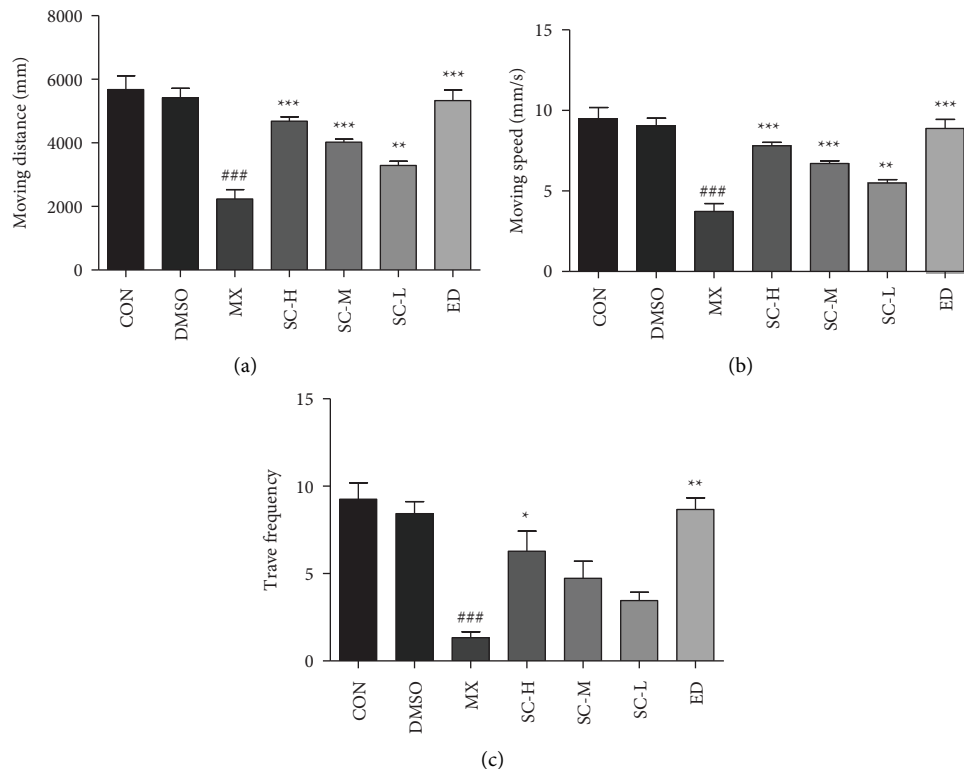 Moving distance (mm)
8000
6000
4000
2000
0
###
***
***
**
***
CON
DMSO
MX
SC-H
SC-M
SC-L
ED
(a)
Moving speed (mm/s)
15
10
5
0
###
***
***
**
***
CON
DMSO
MX
SC-H
SC-M
SC-L
ED
(b)
Trave frequency
15
10
5
0
###
*
**
CON
DMSO
MX
SC-H
SC-M
SC-L
ED
(c)